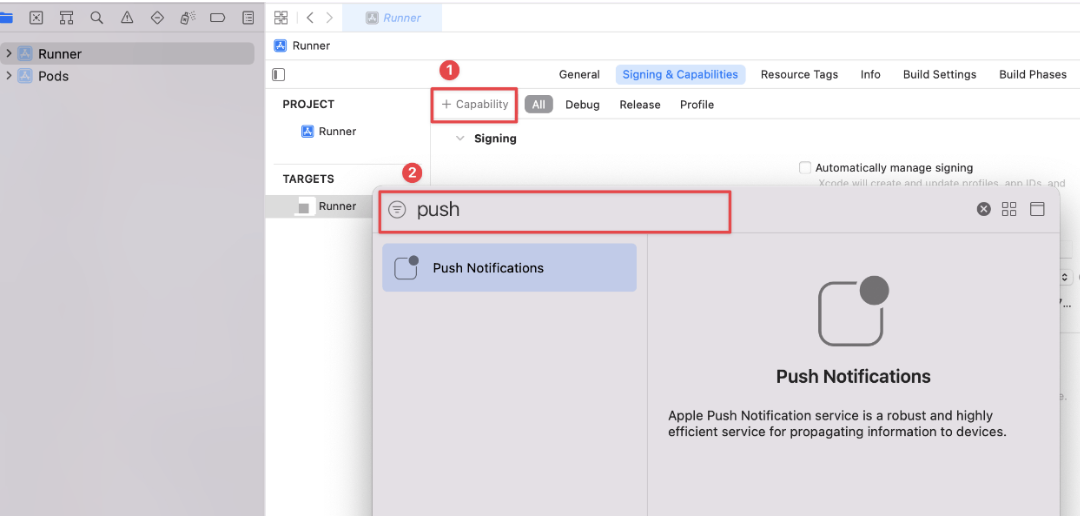 Runner
Runner
Runner
Pods
1
General
Signing & Capabilities
Resource Tags
Info
Build Settings
Build Phases
PROJECT
+ Capability
All
Debug
Release
Profile
Runner
Signing
Automatically manage signing
Xcode will create and update profiles, app IDs, and
2
TARGETS
Runner
push
Push Notifications
Push Notifications
Apple Push Notification service is a robust and highly
efficient service for propagating information to devices.